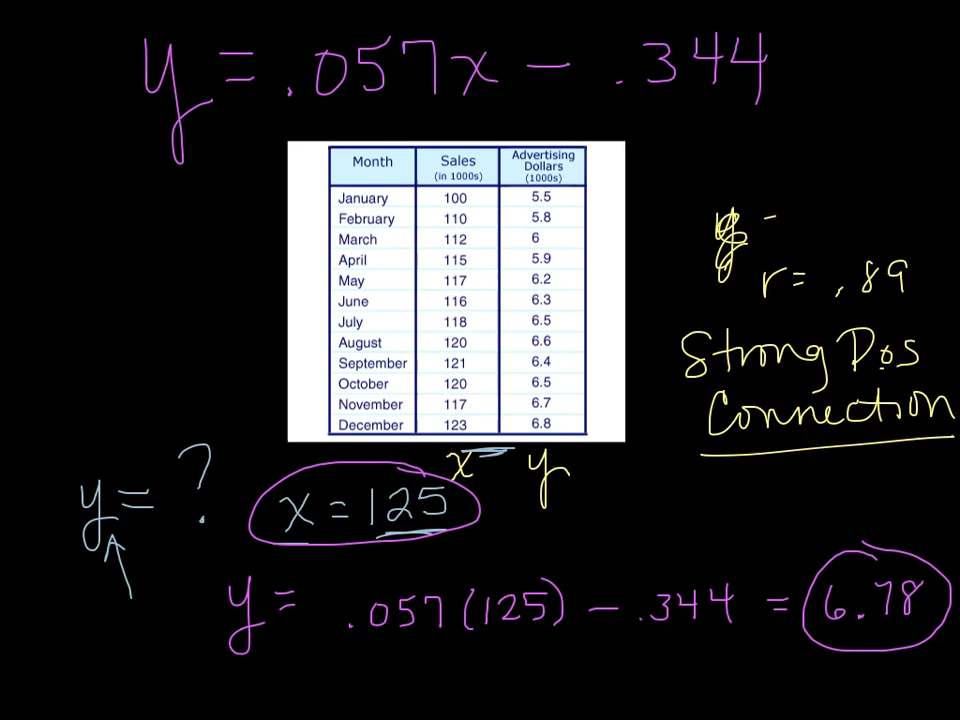 y = .057x - .344
Month Sales (in 1000s) Advertising Dollars (1000s)
January 100 5.5
February 110 5.8
March 112 6
April 115 5.9
May 117 6.2
June 116 6.3
July 118 6.5
August 120 6.6
September 121 6.4
October 120 6.5
November 117 6.7
December 123 6.8
r = .89
Strong Pos
Connection
x y
y = ? x = 125
y = .057(125) - .344 = 6.78